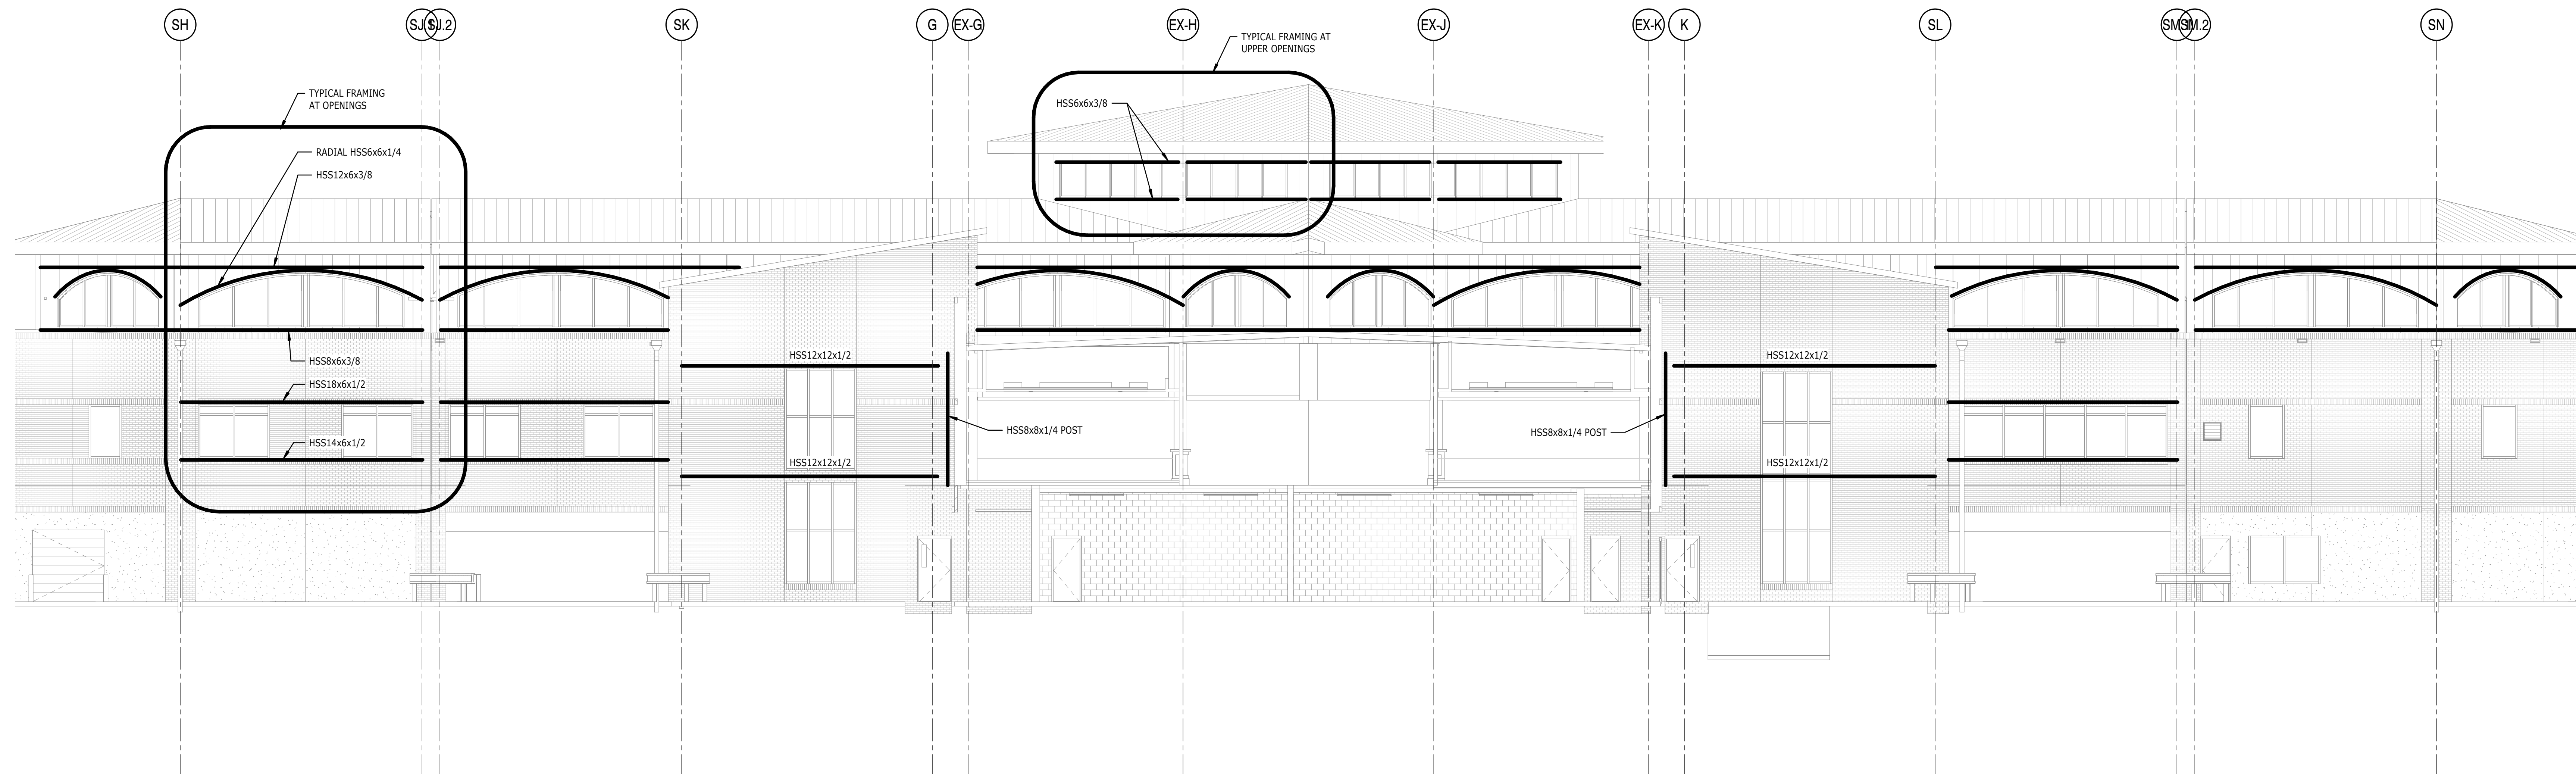 SH
SJ.2
SK
G
EX-G
EX-H
EX-J
EX-K
K
SL
SM.2
SN
TYPICAL FRAMING AT
UPPER OPENINGS
TYPICAL FRAMING
AT OPENINGS
HSS6x6x3/8
RADIAL HSS6x6x1/4
HSS12x6x3/8
HSS12x12x1/2
HSS12x12x1/2
HSS8x6x3/8
HSS18x6x1/2
HSS8x8x1/4 POST
HSS8x8x1/4 POST
HSS14x6x1/2
HSS12x12x1/2
HSS12x12x1/2